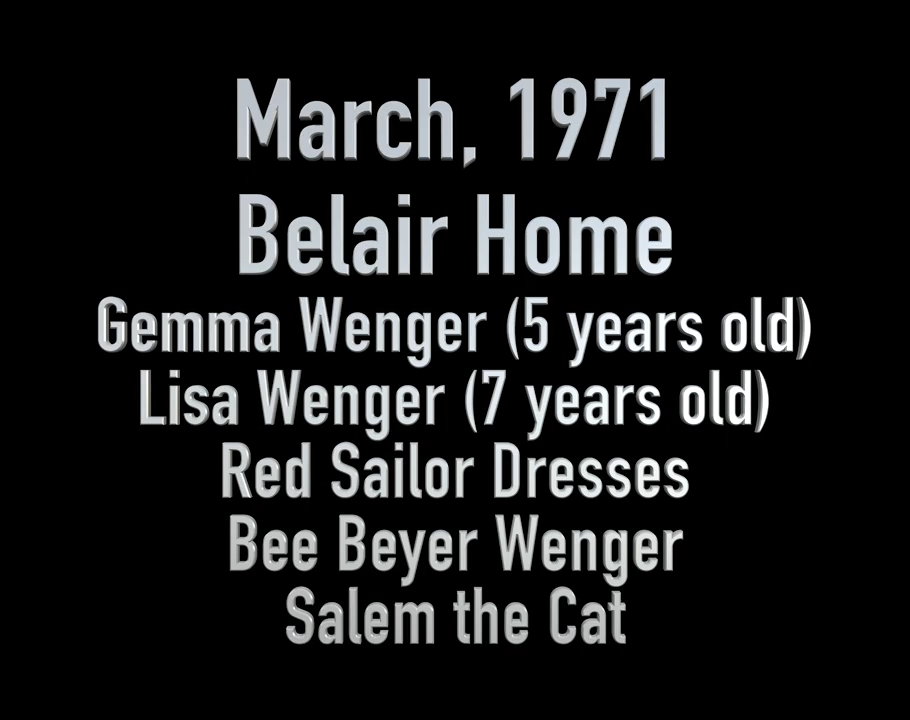 March, 1971
Belair Home
Gemma Wenger (5 years old)
Lisa Wenger (7 years old)
Red Sailor Dresses
Bee Beyer Wenger
Salem the Cat